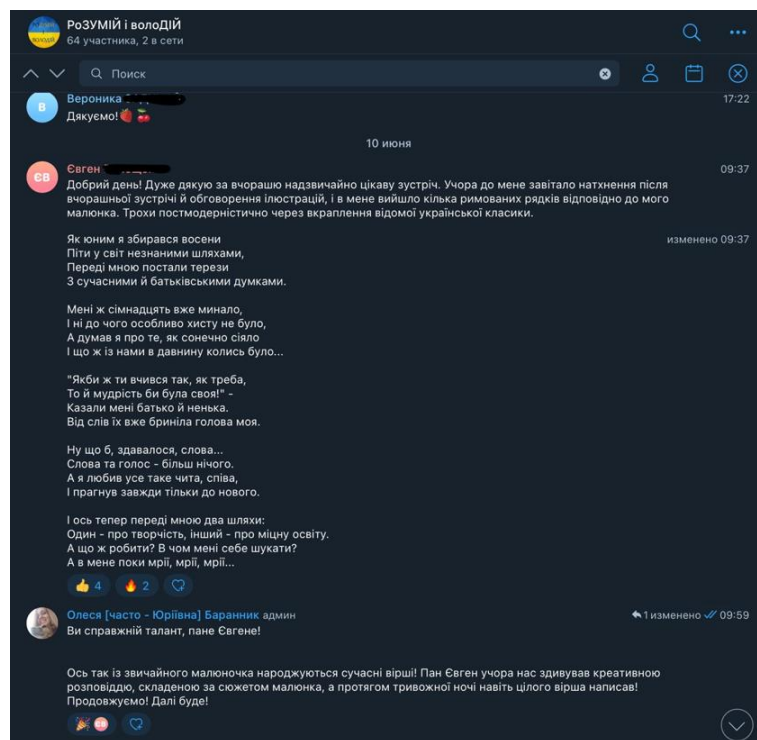 РоЗУМІЙ і волоДІЙ
64 участника, 2 в сети
Поиск
В
Вероника
17:22
Дякуємо!
10 июня
ЄВ
Євген
09:37
Добрий день! Дуже дякую за вчорашю надзвичайно цікаву зустріч. Учора до мене завітало натхнення після
вчорашньої зустрічі й обговорення ілюстрацій, і в мене вийшло кілька римованих рядків відповідно до мого
малюнка. Трохи постмодерністично через вкраплення відомої української класики.
Як юним я збирався восени
изменено 09:37
Піти у світ незнаними шляхами,
Переді мною постали терези
З сучасними й батьківськими думками.
Мені ж сімнадцять вже минало,
І ні до чого особливо хисту не було,
А думав я про те, як сонечно сіяло
І що ж із нами в давнину колись було...
"Якби ж ти вчився так, як треба,
То й мудрість би була своя!" -
Казали мені батько й ненька.
Від слів їх вже бриніла голова моя.
Ну що б, здавалося, слова...
Слова та голос - більш нічого.
А я любив усе таке чита, співа,
І прагнув завжди тільки до нового.
І ось тепер переді мною два шляхи:
Один - про творчість, інший - про міцну освіту.
А що ж робити? В чом мені себе шукати?
А в мене поки мрії, мрії, мрії...
4
2
Олеся [часто - Юріївна] Баранник админ
1 изменено 09:59
Ви справжній талант, пане Євгене!
Ось так із звичайного малюночка народжуються сучасні вірші! Пан Євген учора нас здивував креативною
розповіддю, складеною за сюжетом малюнка, а протягом тривожної ночі навіть цілого вірша написав!
Продовжуємо! Далі буде!
ЄВ